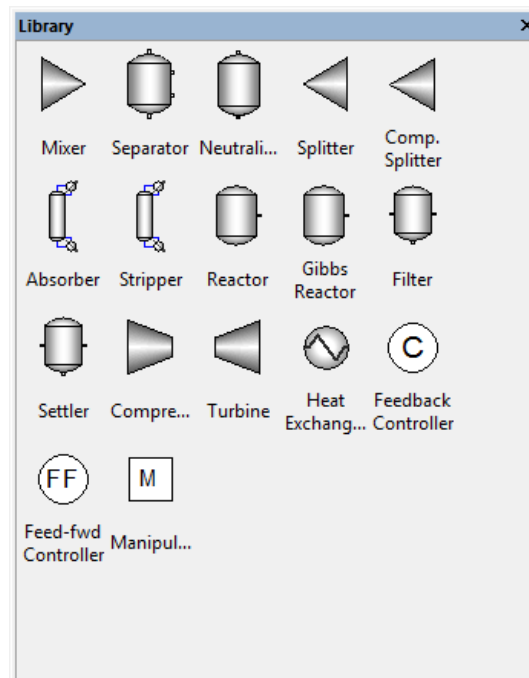 Library
Mixer Separator Neutrali... Splitter Comp.
Splitter
Absorber Stripper Reactor Gibbs
Reactor Filter
Settler Compre... Turbine Heat
Exchang... C
Feedback
Controller
FF
Feed-fwd
Controller
M
Manipul...